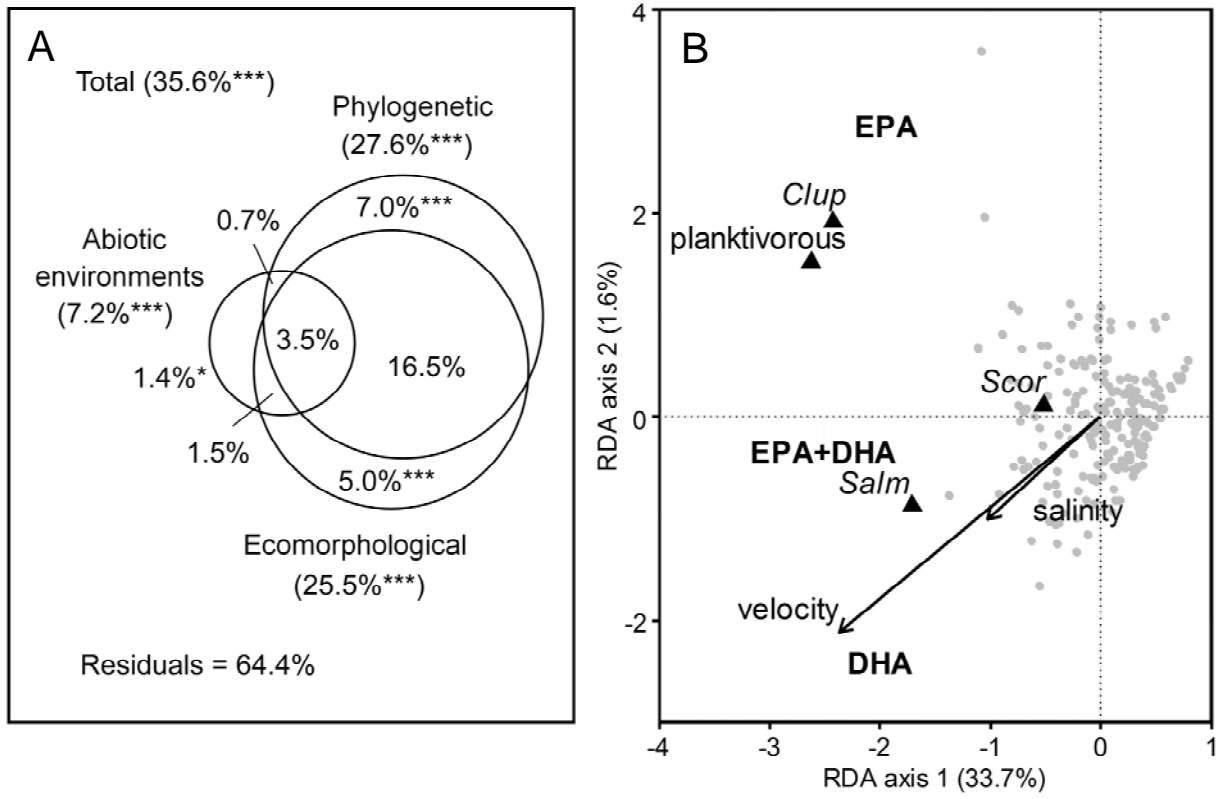 A
Total (35.6%***)
Phylogenetic
(27.6%***)
7.0%***
0.7%
Abiotic
environments
(7.2%***)
3.5%
16.5%
1.4%*
1.5%
5.0%***
Ecomorphological
(25.5%***)
Residuals = 64.4%
B
4
2
0
-2
RDA axis 2 (1.6%)
EPA
Clup
planktivorous
Scor
EPA+DHA
Salm
salinity
velocity
DHA
-4 -3 -2 -1 0 1
RDA axis 1 (33.7%)